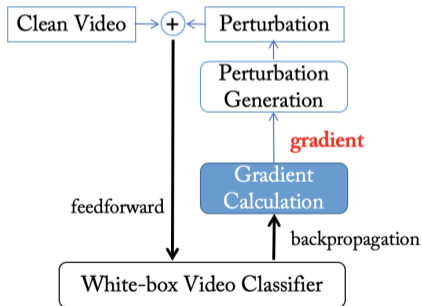 Clean Video
+
Perturbation
Perturbation
Generation
gradient
Gradient
Calculation
feedforward
backpropagation
White-box Video Classifier